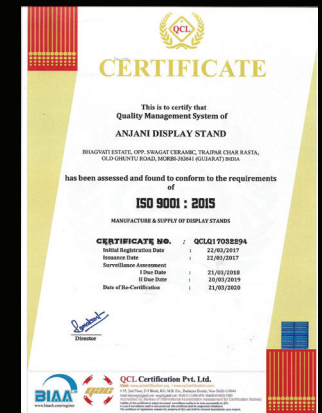 QCL
CERTIFICATE
This is to certify that
Quality Management System of
ANJANI DISPLAY STAND
BHAGVATI ESTATE, OPP. SWAGAT CERAMIC, TRAJPAR CHAR RASTA,
OLD GHUNTU ROAD, MORBI-363641 (GUJARAT) INDIA
has been assessed and found to conform to the requirements
of
ISO 9001 : 2015
MANUFACTURE & SUPPLY OF DISPLAY STANDS
CERTIFICATE NO. : QCLQ17032294
Initial Registration Date : 22/03/2017
Issuance Date : 22/03/2017
Surveillance Assessment
I Due Date : 21/03/2018
II Due Date : 20/03/2019
Date of Re-Certification : 21/03/2020
Director
QCL Certification Pvt. Ltd.
BIAA
qac